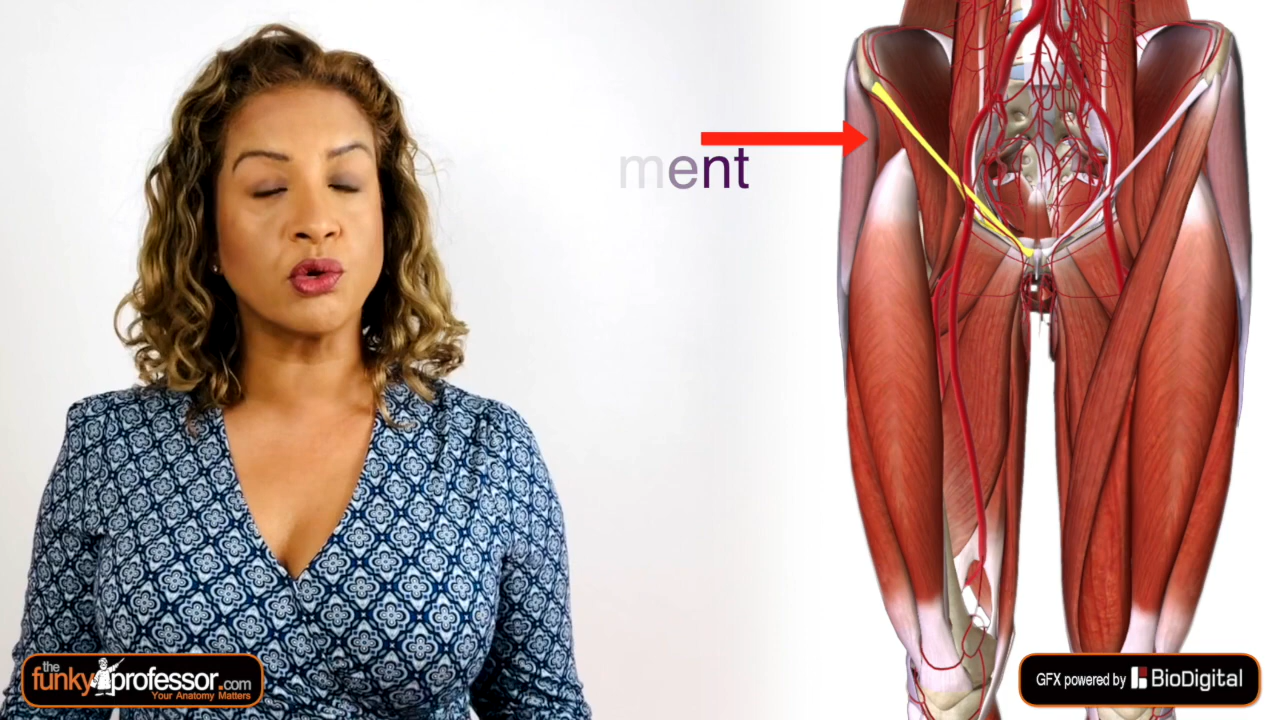 ment
the
funky professor.com
Your Anatomy Matters
GFX powered by BioDigital